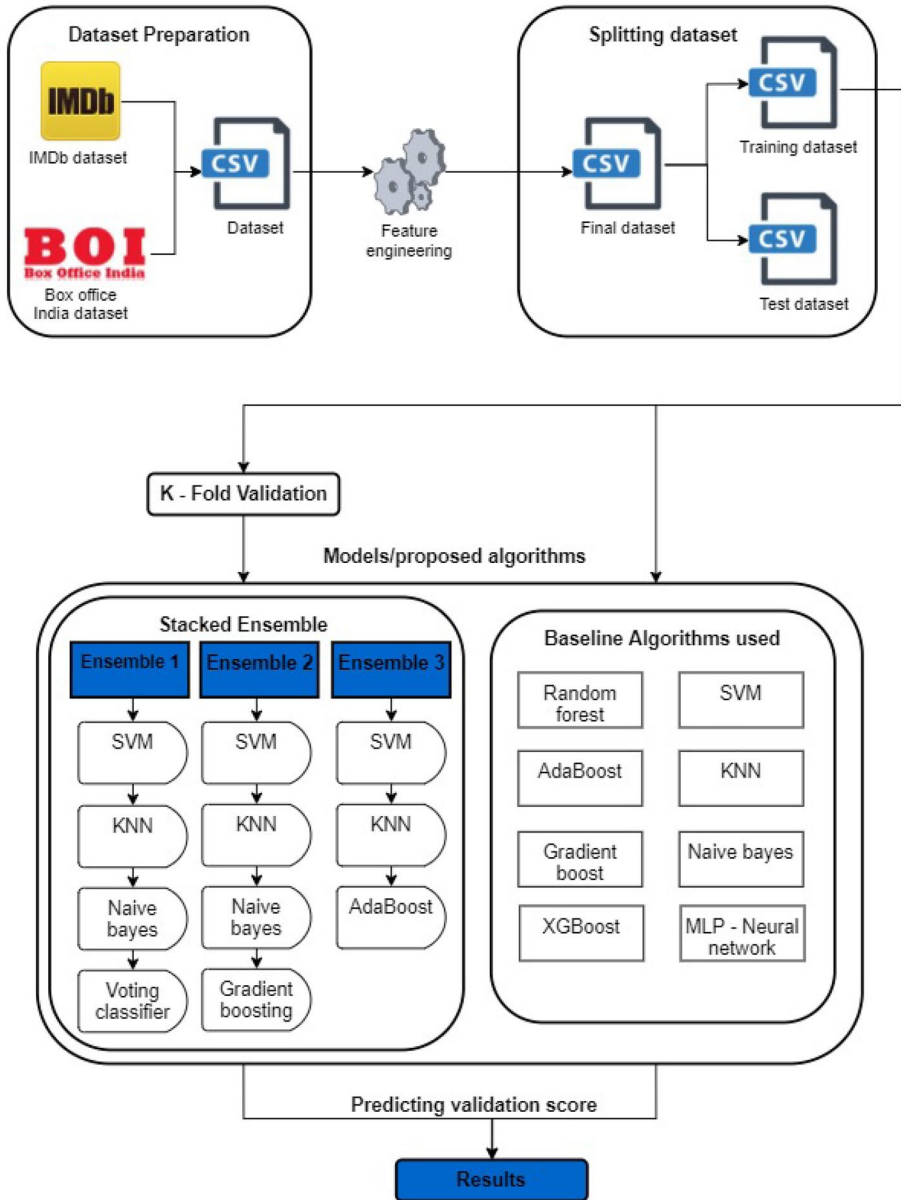 Dataset Preparation
IMDb
IMDb dataset
CSV
Dataset
BOI
Box Office India
Box office
India dataset
Feature
engineering
Splitting dataset
CSV
Final dataset
CSV
Training dataset
CSV
Test dataset
K - Fold Validation
Models/proposed algorithms
Stacked Ensemble
Ensemble 1
SVM
KNN
Naive
bayes
Voting
classifier
Ensemble 2
SVM
KNN
Naive
bayes
Gradient
boosting
Ensemble 3
SVM
KNN
AdaBoost
Baseline Algorithms used
Random
forest
SVM
AdaBoost
KNN
Gradient
boost
Naive bayes
XGBoost
MLP - Neural
network
Predicting validation score
Results